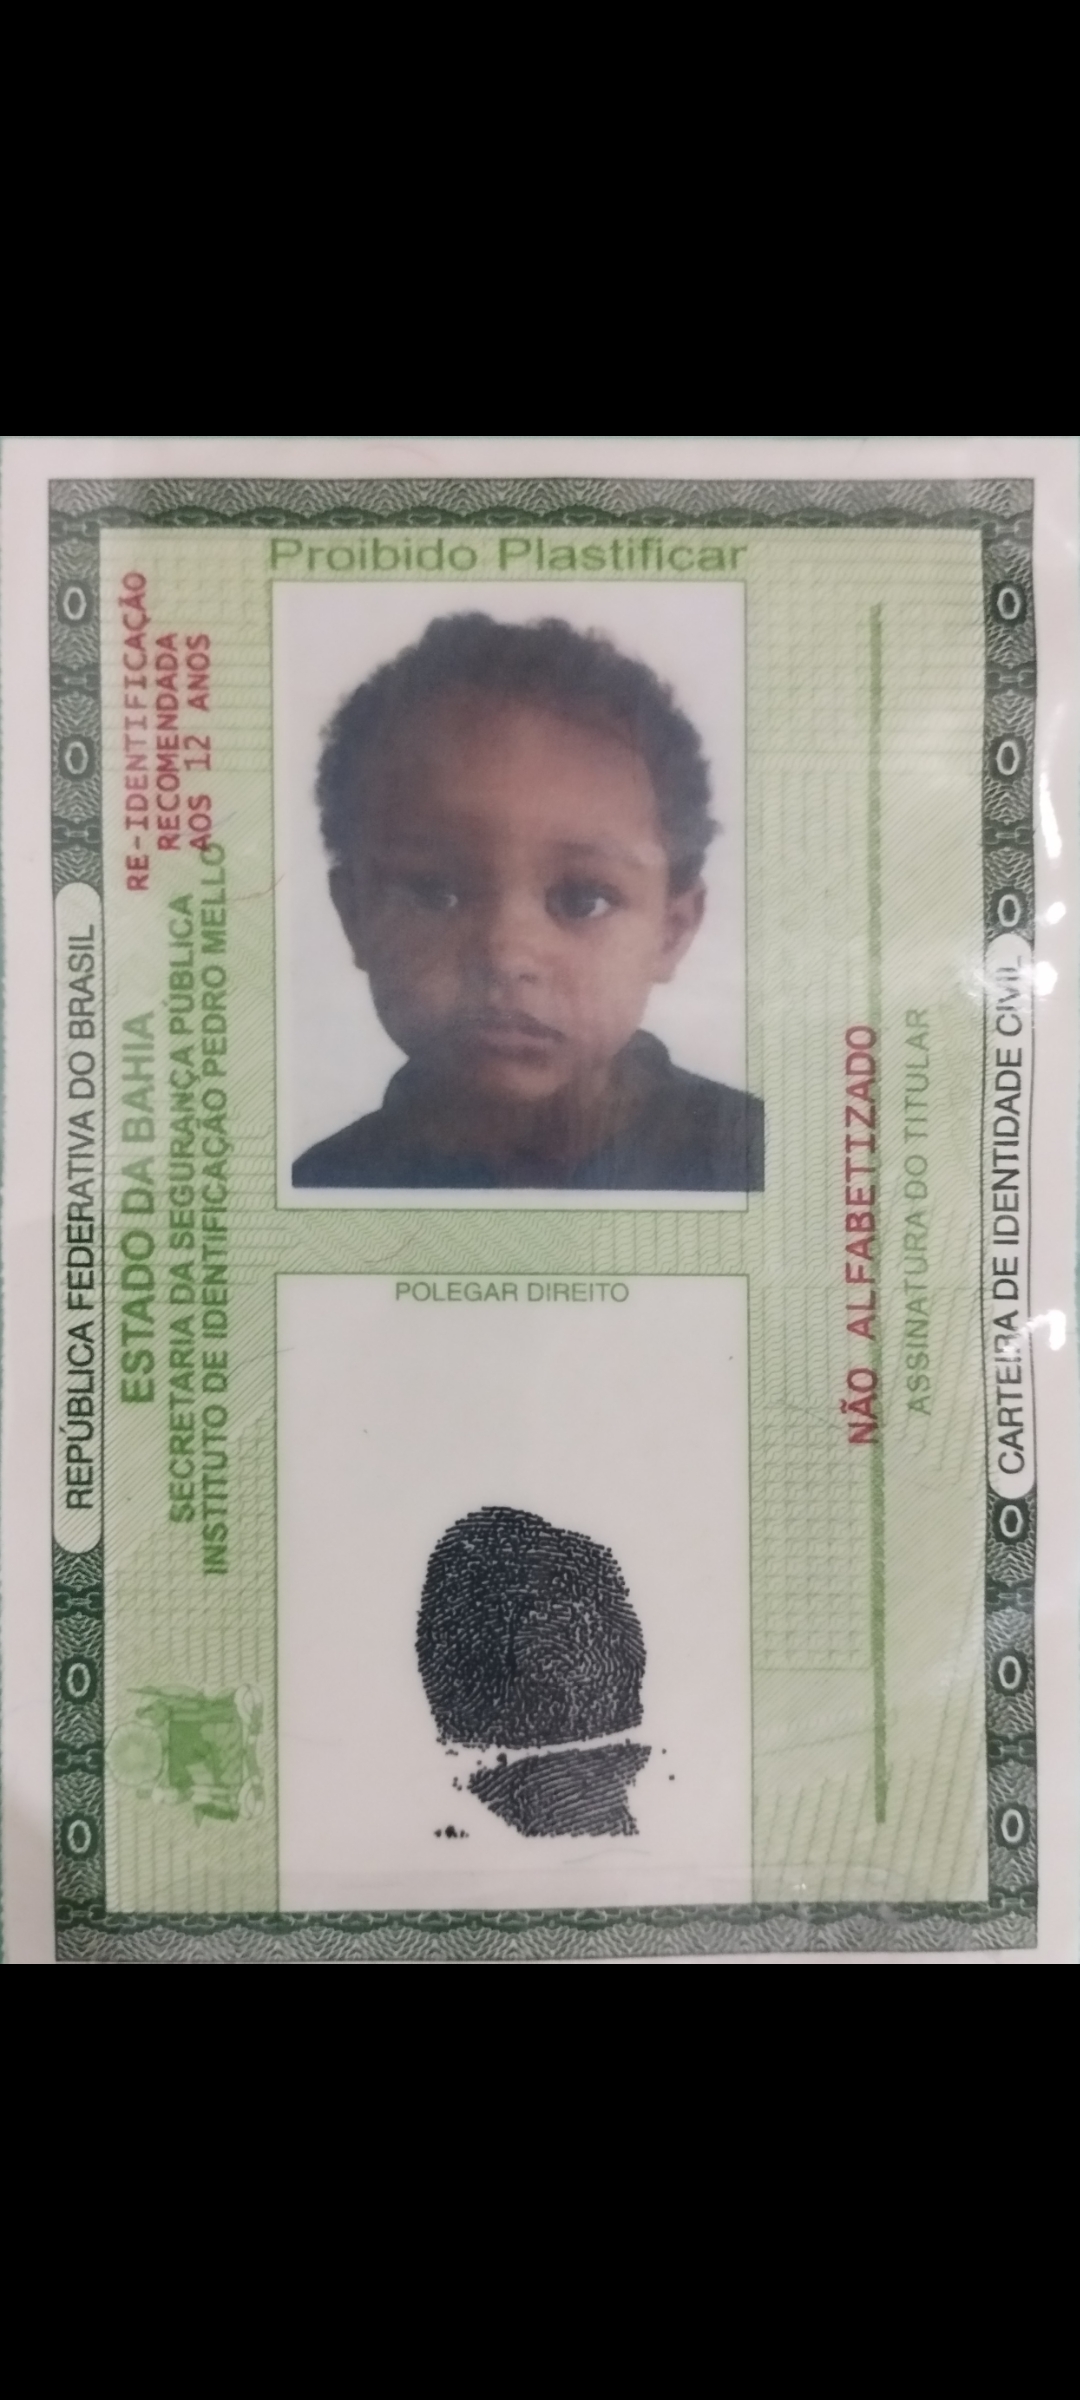 REPÚBLICA FEDERATIVA DO BRASIL
ESTADO DA BAHIA
SECRETARIA DA SEGURANÇA PÚBLICA
INSTITUTO DE IDENTIFICAÇÃO PEDRO MELLO
RE-IDENTIFICAÇÃO
RECOMENDADA
AOS 12 ANOS
Proibido Plastificar
POLEGAR DIREITO
NÃO ALFABETIZADO
ASSINATURA DO TITULAR
CARTEIRA DE IDENTIDADE CIVIL